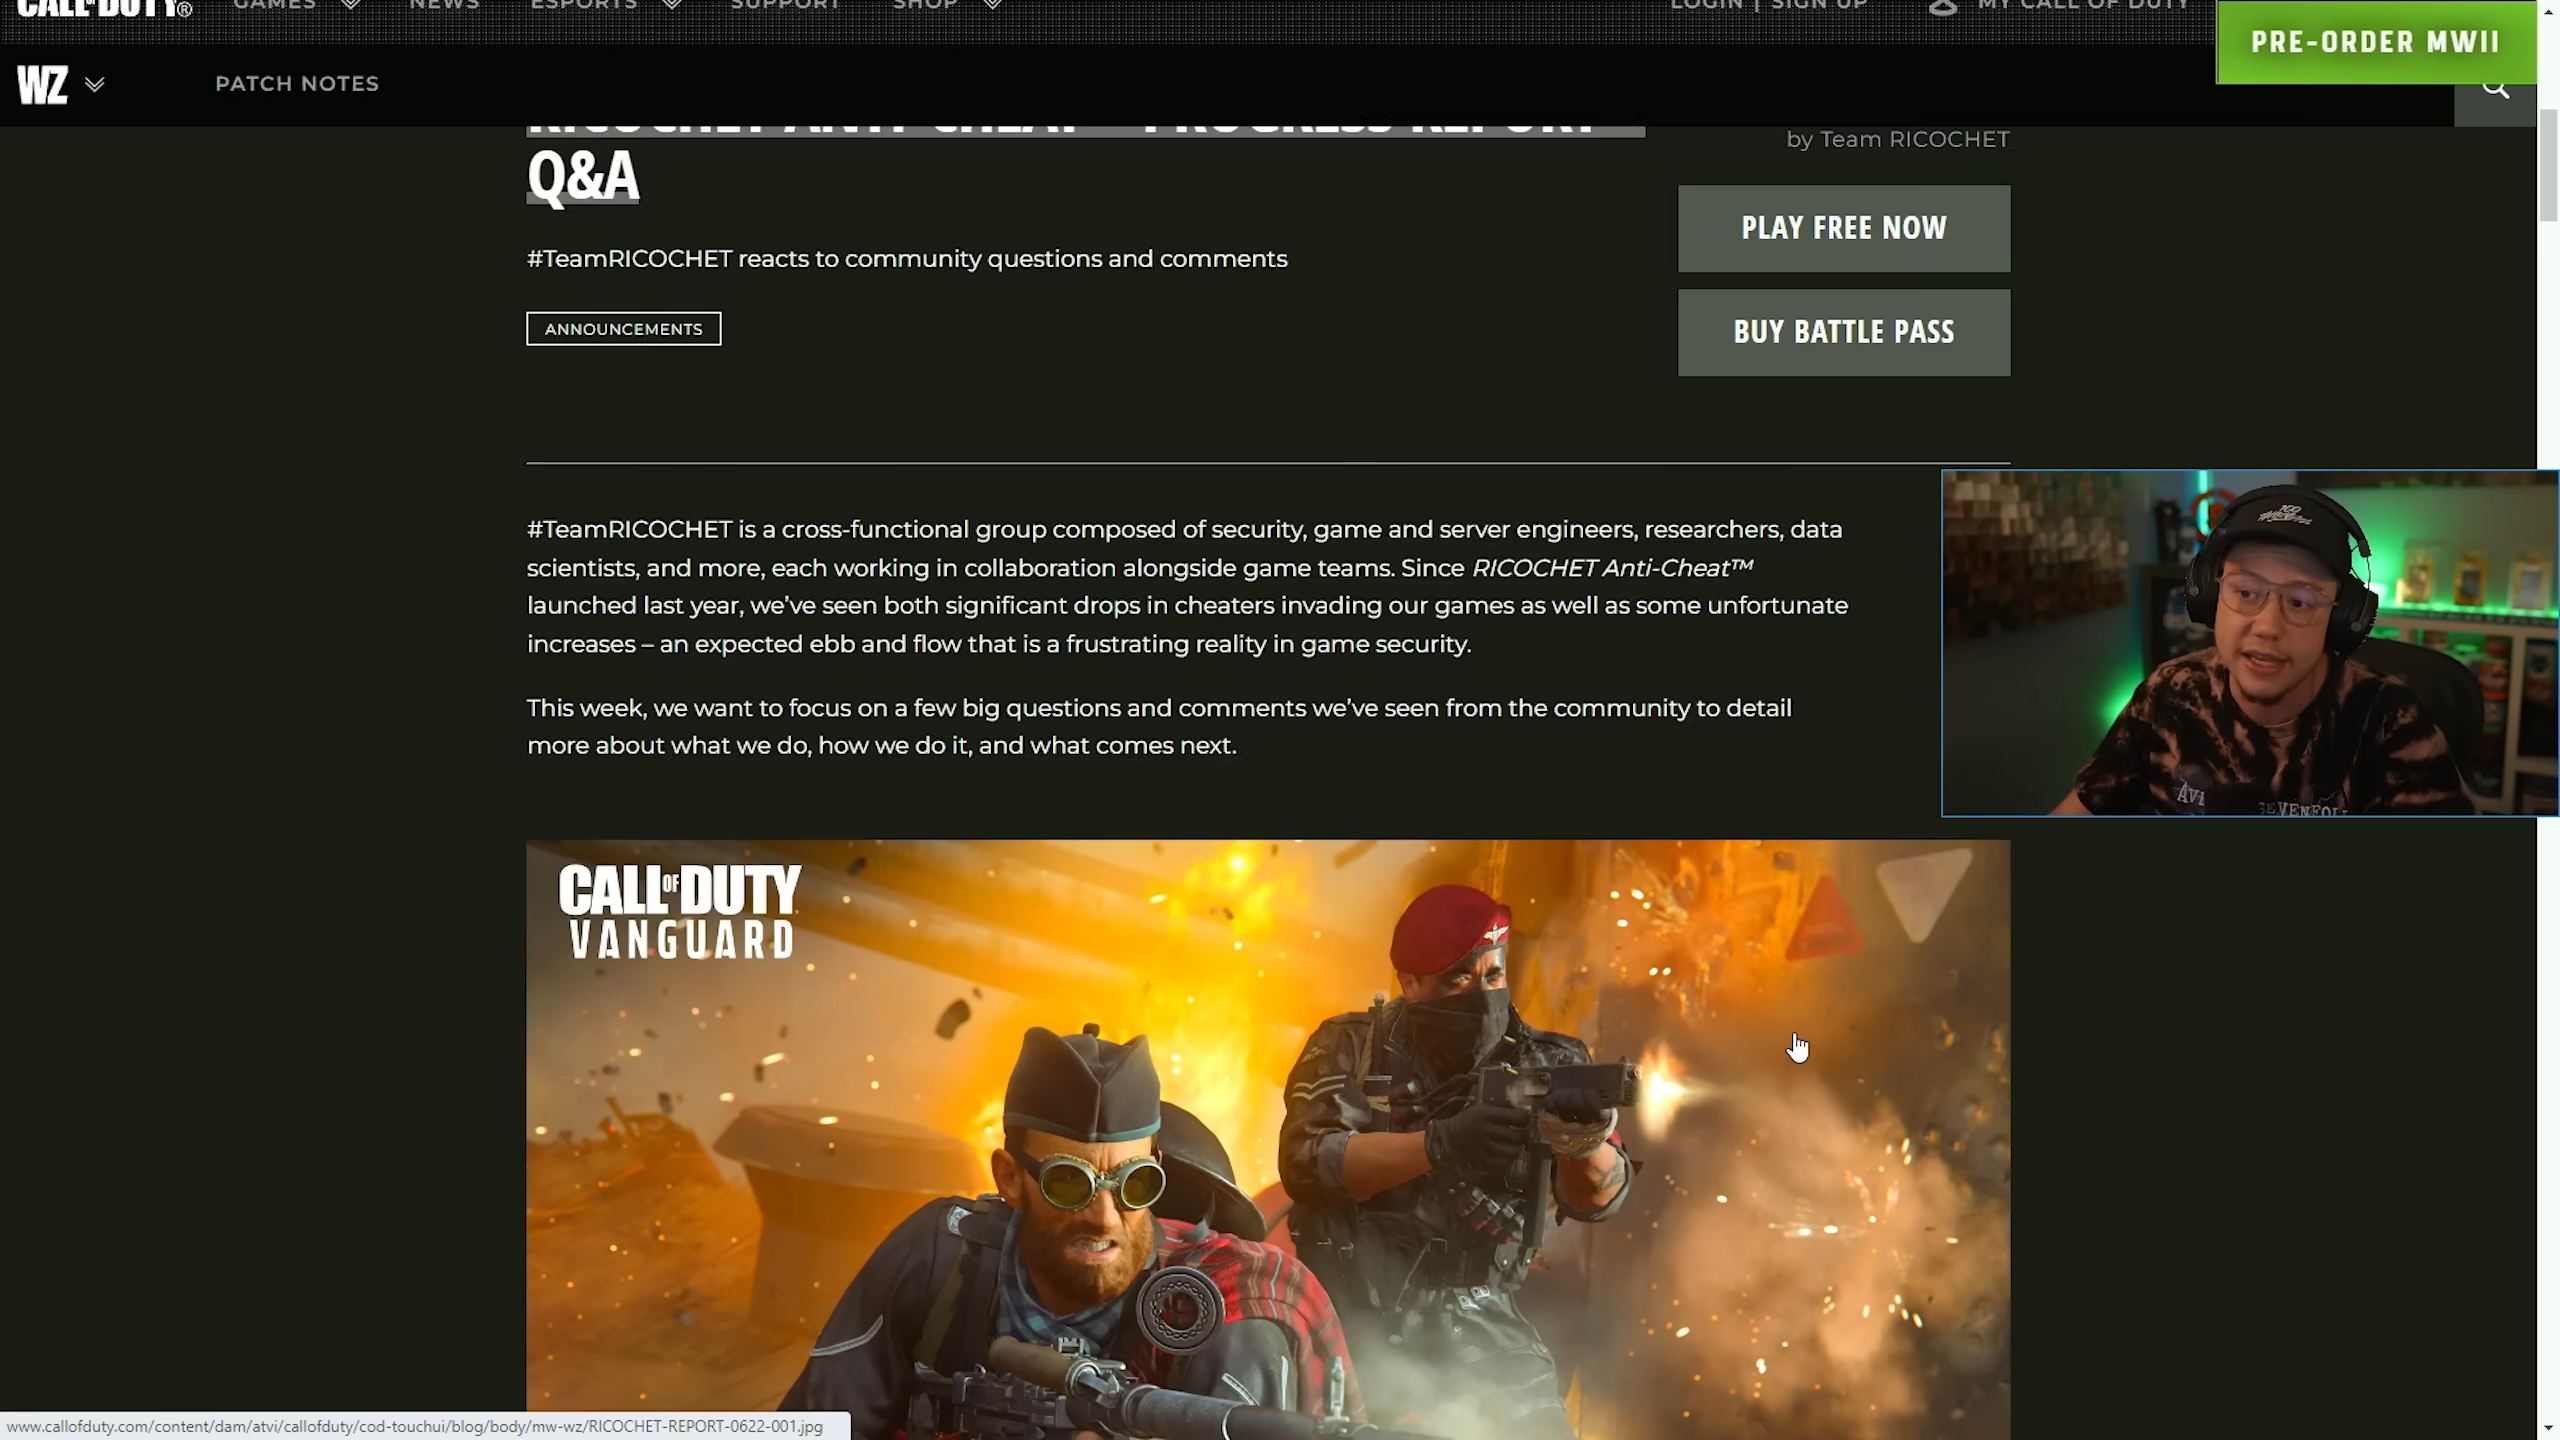 CALL OF DUTY®
GAMES
NEWS
ESPORTS
SUPPORT
SHOP
LOGIN | SIGN UP
MY CALL OF DUTY
PRE-ORDER MWII
WZ
PATCH NOTES
RICOCHET ANTI-CHEAT™ PROGRESS REPORT –
Q&A
by Team RICOCHET
PLAY FREE NOW
#TeamRICOCHET reacts to community questions and comments
ANNOUNCEMENTS
BUY BATTLE PASS
#TeamRICOCHET is a cross-functional group composed of security, game and server engineers, researchers, data
scientists, and more, each working in collaboration alongside game teams. Since RICOCHET Anti-Cheat™
launched last year, we’ve seen both significant drops in cheaters invading our games as well as some unfortunate
increases – an expected ebb and flow that is a frustrating reality in game security.
This week, we want to focus on a few big questions and comments we’ve seen from the community to detail
more about what we do, how we do it, and what comes next.
CALL OF DUTY
VANGUARD
www.callofduty.com/content/dam/atvi/callofduty/cod-touchui/blog/body/mw-wz/RICOCHET-REPORT-0622-001.jpg